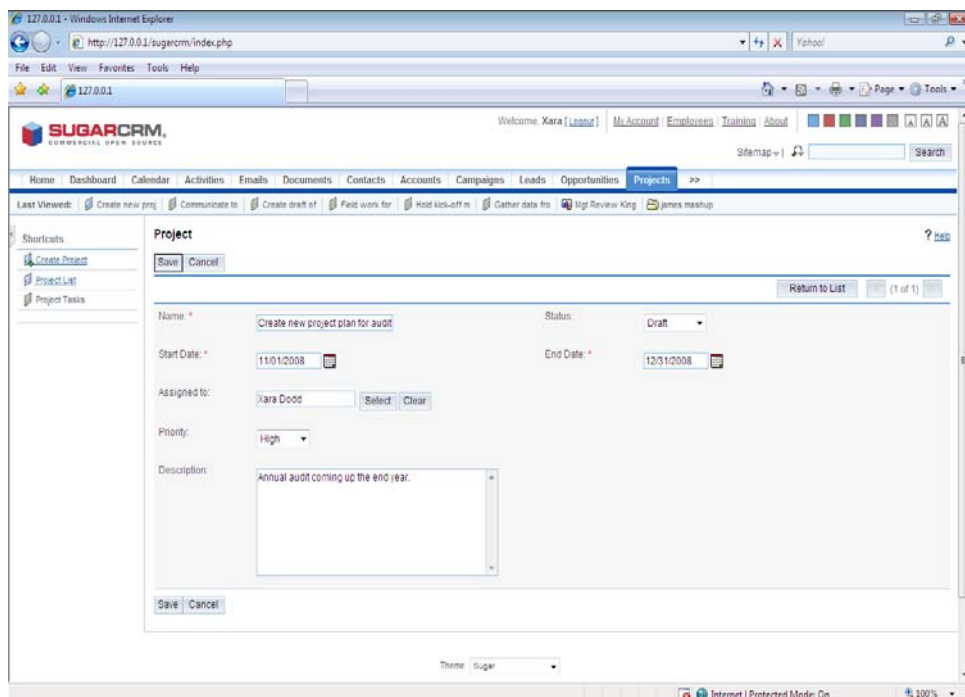 127.0.0.1 - Windows Internet Explorer
http://127.0.0.1/sugarcrm/index.php Yahoo!
File Edit View Favorites Tools Help
127.0.0.1 Page Tools
SUGARCRM. Welcome, Xara [ Logout ] My Account Employees Training About A A A
COMMERCIAL OPEN SOURCE
Sitemap Search
Home Dashboard Calendar Activities Emails Documents Contacts Accounts Campaigns Leads Opportunities Projects >>
Last Viewed: Create new proj Communicate to Create draft of Field work for Hold kick-off m Gather data fro Mgt Review King james mashup
Shortcuts
Create Project
Project List
Project Tasks
Project ? Help
Save Cancel
Return to List (1 of 1)
Name: * Create new project plan for audit Status: Draft
Start Date: * 11/01/2008 End Date: * 12/31/2008
Assigned to: Xara Dodd Select Clear
Priority: High
Description: Annual audit coming up the end year.
Save Cancel
Theme: Sugar
Internet | Protected Mode: On 100%